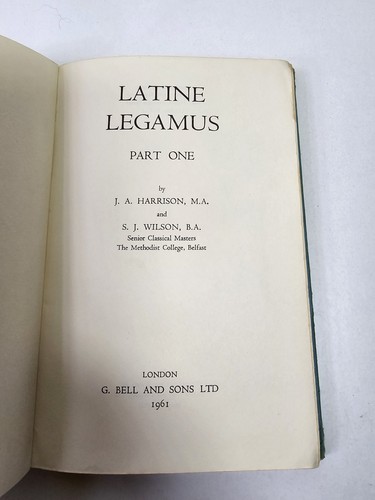 LATINE
LEGAMUS
PART ONE
by
J. A. HARRISON, M.A.
and
S. J. WILSON, B.A.
Senior Classical Masters
The Methodist College, Belfast
LONDON
G. BELL AND SONS LTD
1961